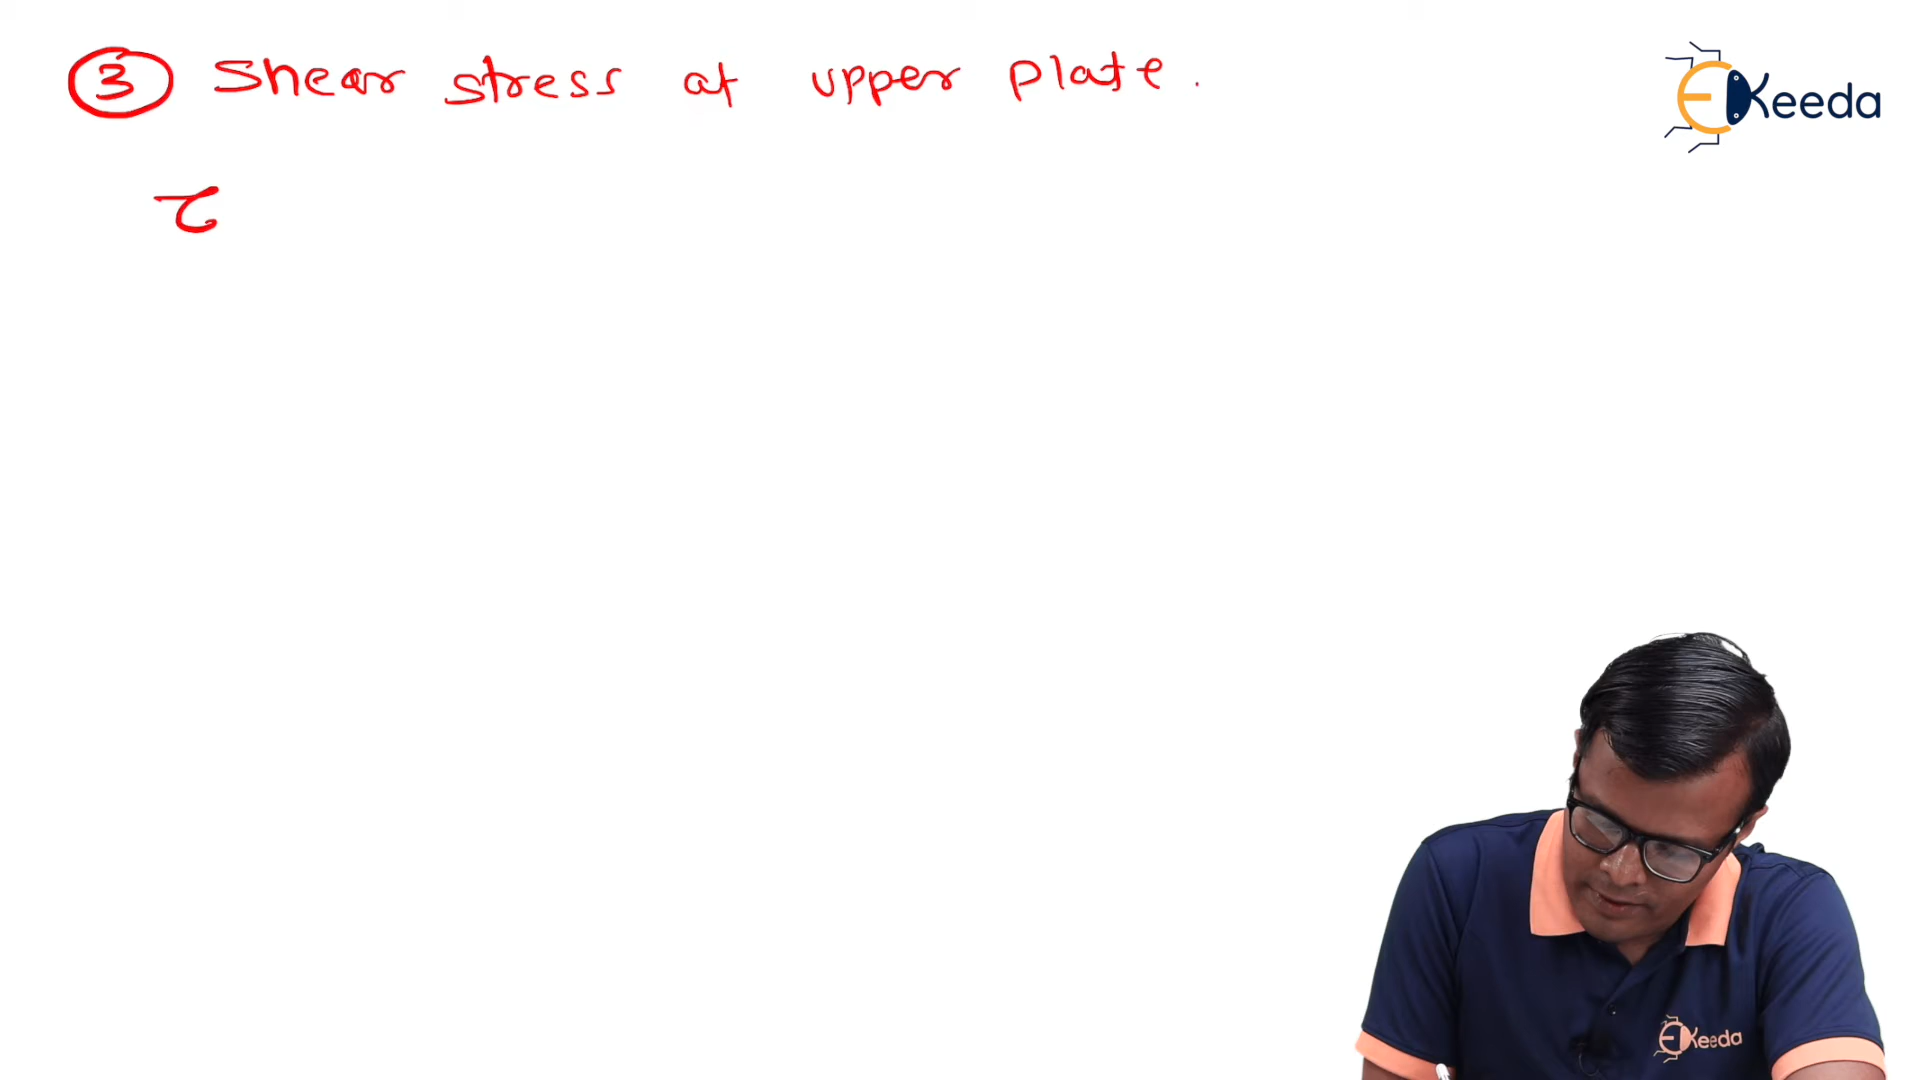 3 Shear stress at upper plate.
EKeeda
τ
EKeeda